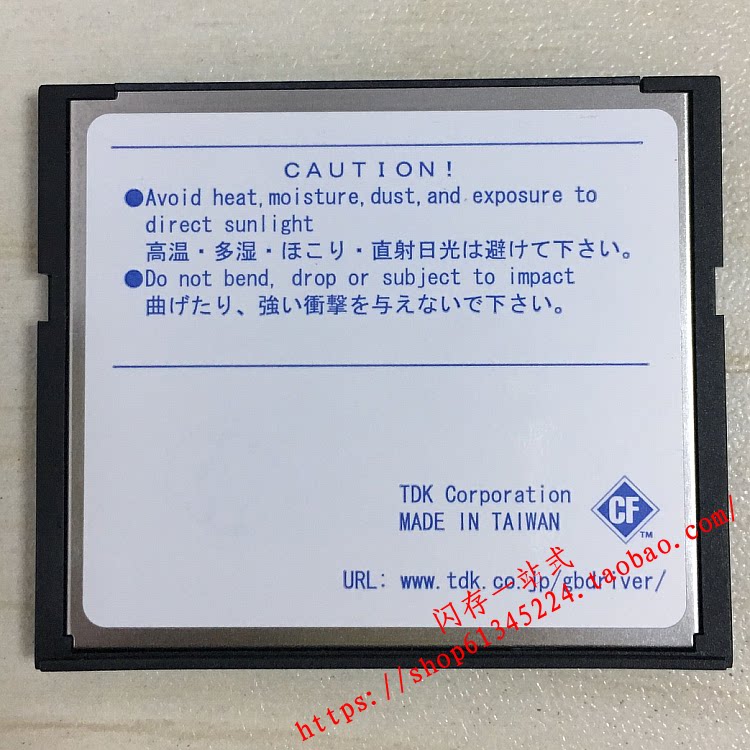 CAUTION!
●Avoid heat,moisture,dust,and exposure to
direct sunlight
高温・多湿・ほこり・直射日光は避けて下さい。
●Do not bend, drop or subject to impact
曲げたり、強い衝撃を与えないで下さい。
TDK Corporation
MADE IN TAIWAN
CF
TM
URL: www.tdk.co.jp/gbdriver/
闪存一站式
https://shop61345224.taobao.com/